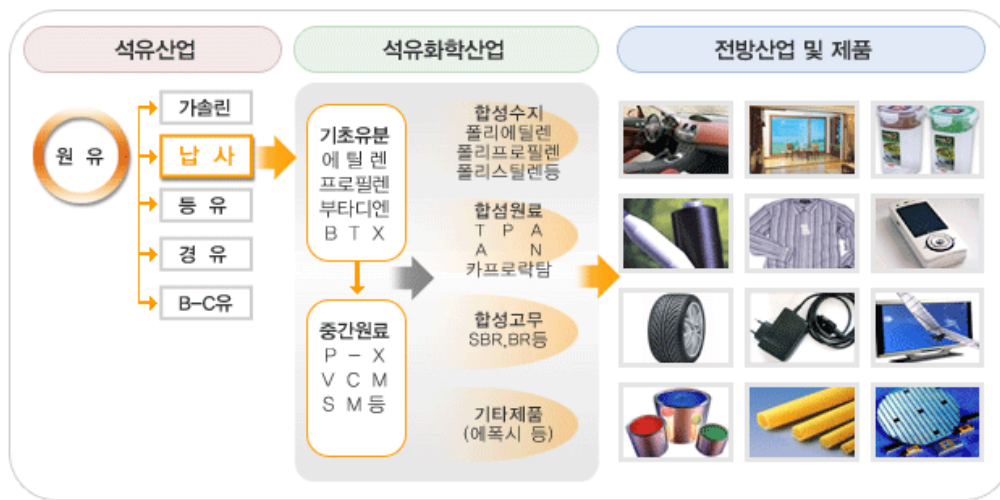 석유산업
석유화학산업
전방산업 및 제품
원 유
가솔린
납 사
등 유
경 유
B-C유
기초유분
에 틸 렌
프로필렌
부타디엔
B T X
중간원료
P - X
V C M
S M 등
합성수지
폴리에틸렌
폴리프로필렌
폴리스틸렌등
합섬원료
T P A
A N
카프로락탐
합성고무
SBR,BR등
기타제품
(에폭시 등)